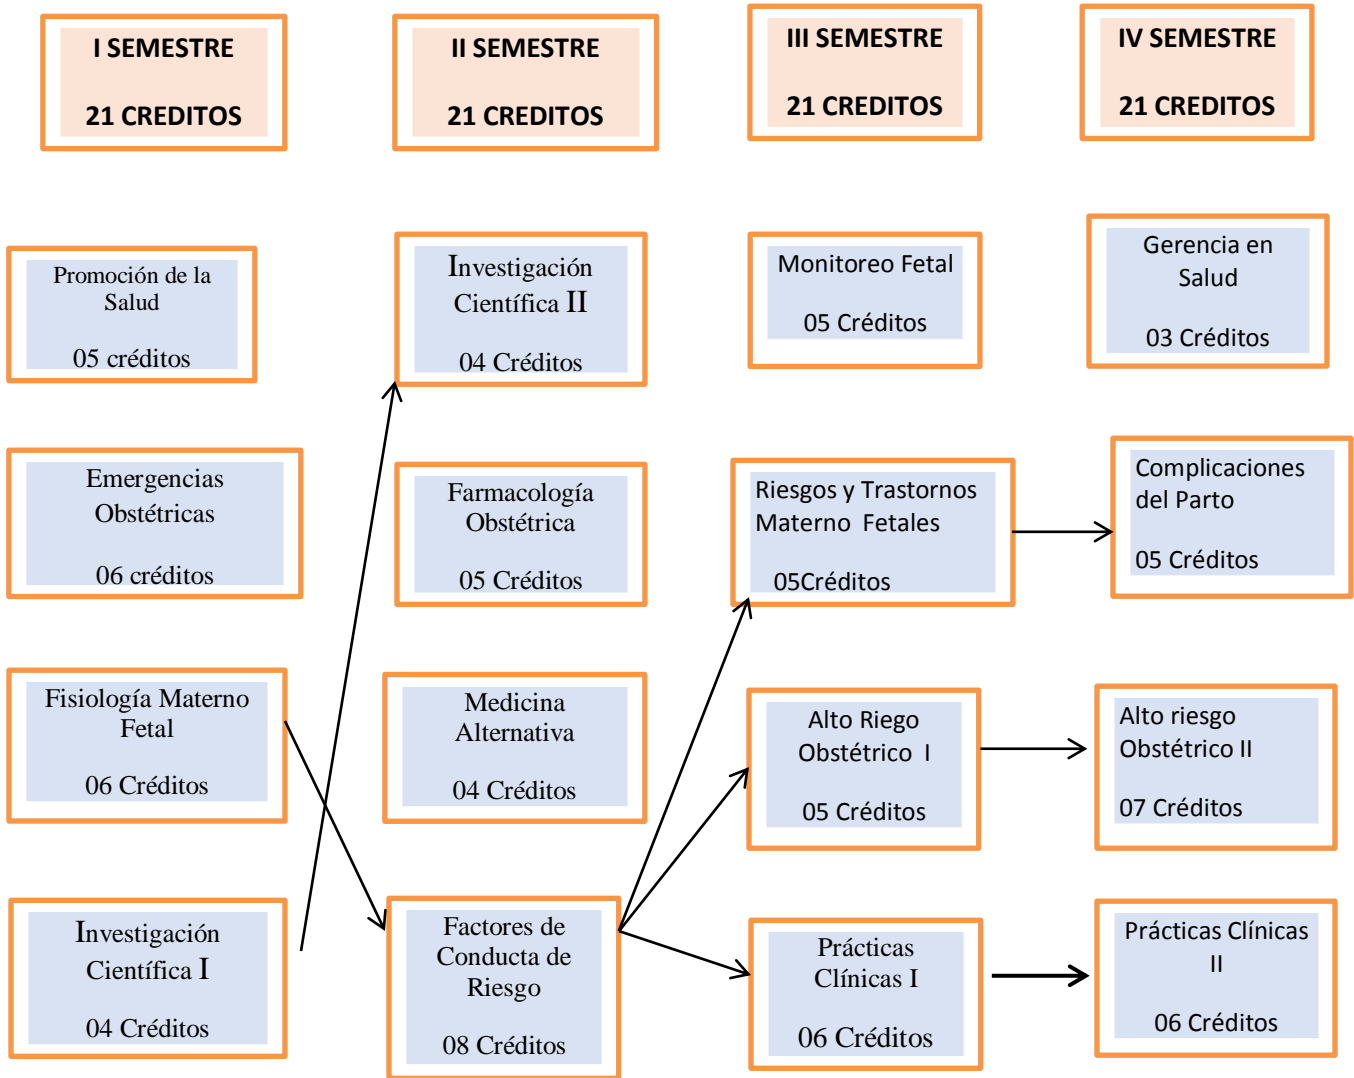 I SEMESTRE
21 CREDITOS
II SEMESTRE
21 CREDITOS
III SEMESTRE
21 CREDITOS
IV SEMESTRE
21 CREDITOS
Promoción de la
Salud
05 créditos
Investigación
Científica II
04 Créditos
Monitoreo Fetal
05 Créditos
Gerencia en
Salud
03 Créditos
Emergencias
Obstétricas
06 créditos
Farmacología
Obstétrica
05 Créditos
Riesgos y Trastornos
Materno Fetales
05Créditos
Complicaciones
del Parto
05 Créditos
Fisiología Materno
Fetal
06 Créditos
Medicina
Alternativa
04 Créditos
Alto Riego
Obstétrico I
05 Créditos
Alto riesgo
Obstétrico II
07 Créditos
Investigación
Científica I
04 Créditos
Factores de
Conducta de
Riesgo
08 Créditos
Prácticas
Clínicas I
06 Créditos
Prácticas Clínicas
II
06 Créditos